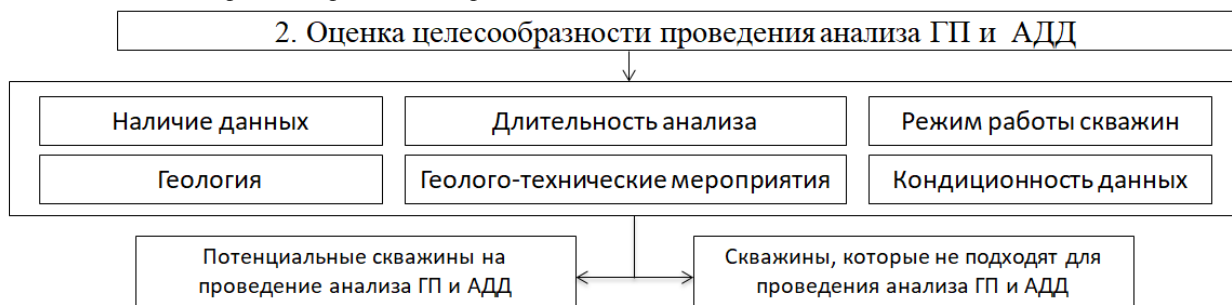 2. Оценка целесообразности проведения анализа ГП и АДД
Наличие данных
Длительность анализа
Режим работы скважин
Геология
Геолого-технические мероприятия
Кондиционность данных
Потенциальные скважины на
проведение анализа ГП и АДД
Скважины, которые не подходят для
проведения анализа ГП и АДД